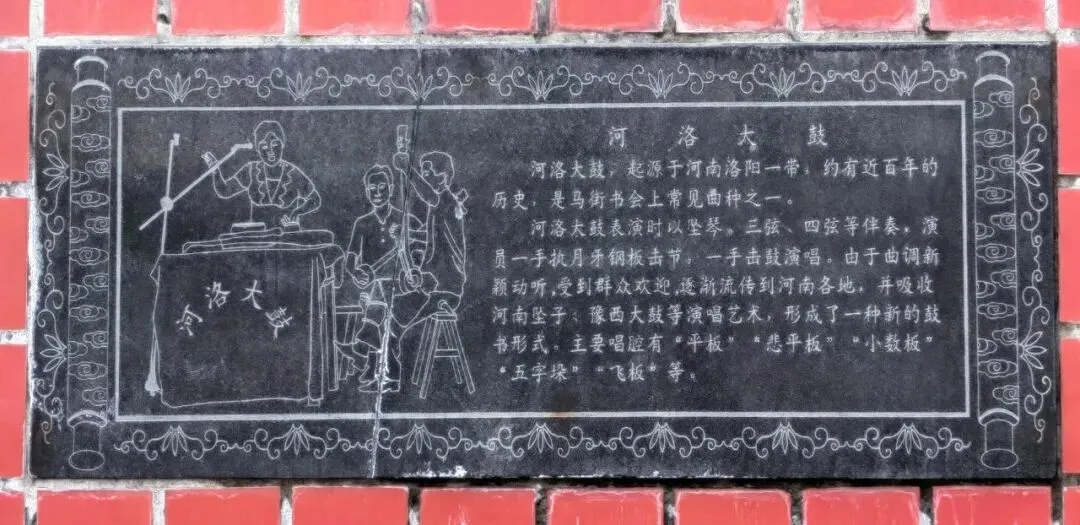 河洛大鼓
河洛大鼓，起源于河南洛阳一带，约有近百年的
历史，是马街书会上常见曲种之一。
河洛大鼓表演时以坠琴、三弦、四弦等伴奏，演
员一手执月牙钢板击节，一手击鼓演唱。由于曲调新
颖动听，受到群众欢迎，逐渐流传到河南各地，并吸收
河南坠子、豫西大鼓等演唱艺术，形成了一种新的鼓
书形式。主要唱腔有“平板”“悲平板”“小数板”
“五字垛”“飞板”等。
河洛大鼓